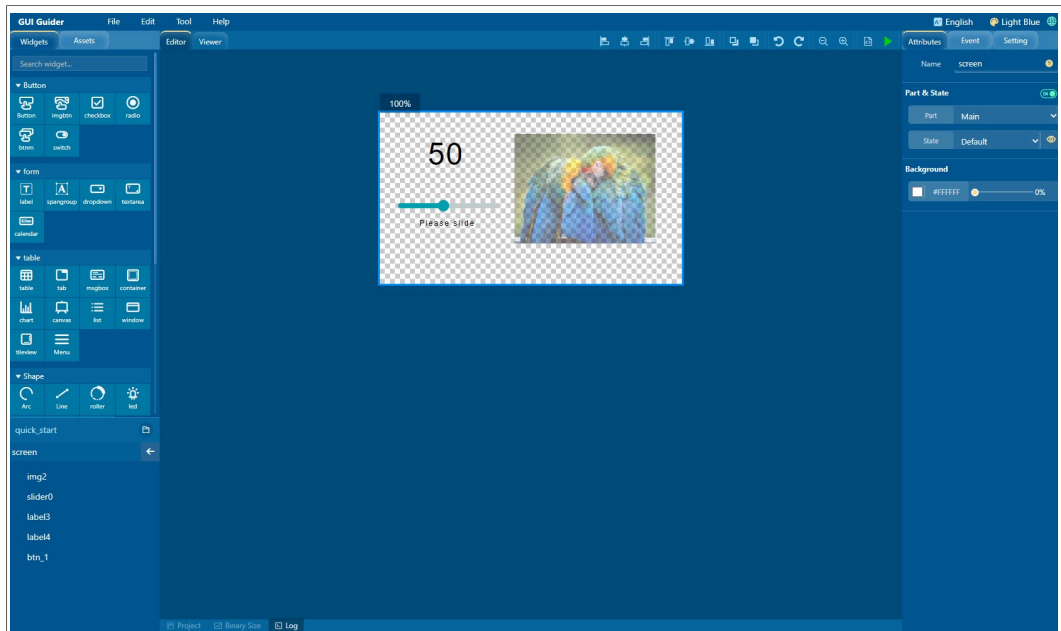 GUI Guider File Edit Tool Help English Light Blue
Widgets Assets Editor Viewer Attributes Event Setting
Search widget...
Name screen
Button
Button imgbtn checkbox radio
btnm switch
form
label spangroup dropdown textarea
calendar
table
table tab msgbox container
chart canvas list window
tileview Menu
Shape
Arc Line roller led
quick_start
screen
img2
slider0
label3
label4
btn_1
100%
50
Please slide
Part & State ON
Part Main
State Default
Background
#FFFFFF 0%
Project Binary Size Log